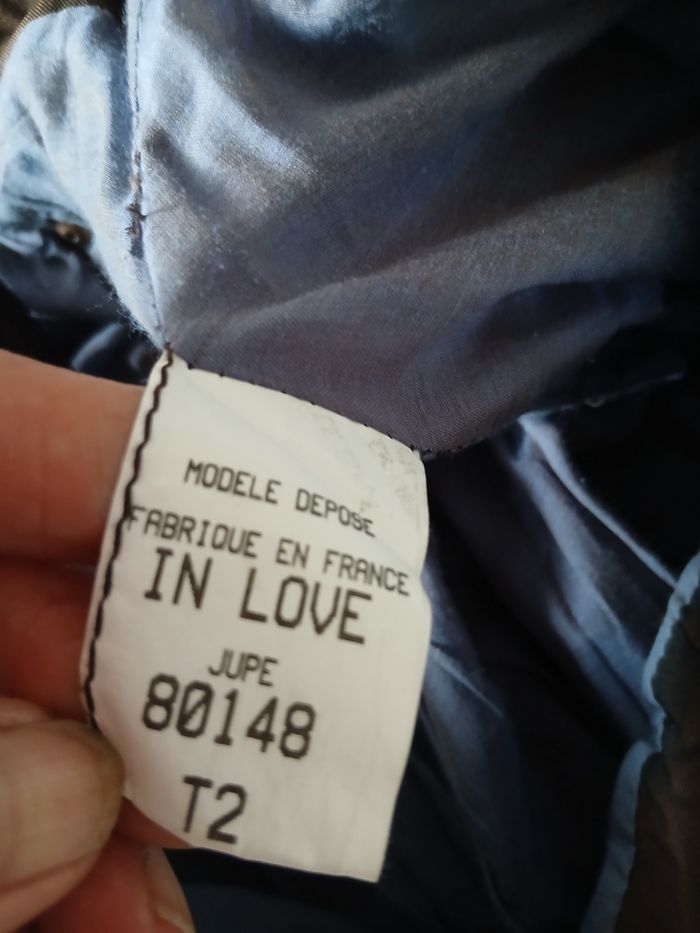 MODELE DEPOSE
FABRIQUE EN FRANCE
IN LOVE
JUPE
80148
T2